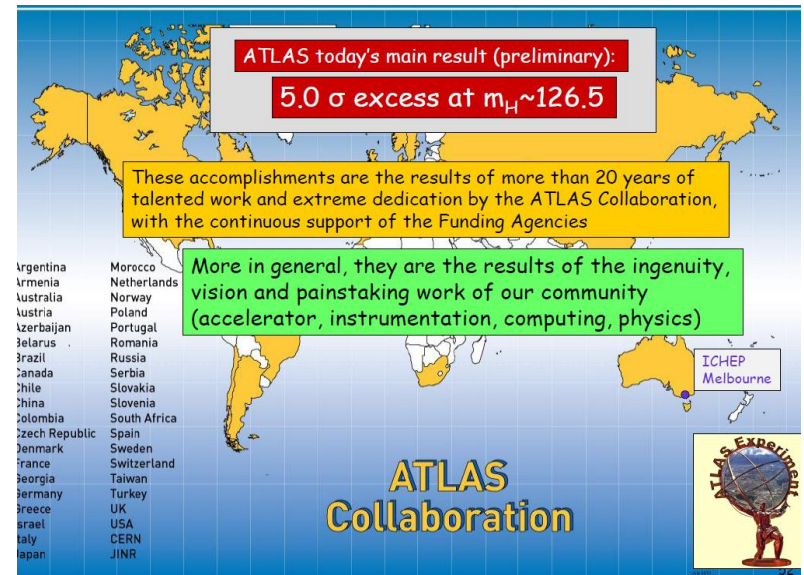 ATLAS today's main result (preliminary):
5.0 σ excess at mH~126.5
These accomplishments are the results of more than 20 years of
talented work and extreme dedication by the ATLAS Collaboration,
with the continuous support of the Funding Agencies
More in general, they are the results of the ingenuity,
vision and painstaking work of our community
(accelerator, instrumentation, computing, physics)
Argentina
Armenia
Australia
Austria
Azerbaijan
Belarus
Brazil
Canada
Chile
China
Colombia
Czech Republic
Denmark
France
Georgia
Germany
Greece
Israel
Italy
Japan
Morocco
Netherlands
Norway
Poland
Portugal
Romania
Russia
Serbia
Slovakia
Slovenia
South Africa
Spain
Sweden
Switzerland
Taiwan
Turkey
UK
USA
CERN
JINR
ICHEP
Melbourne
ATLAS
Collaboration
ATLAS Experiment